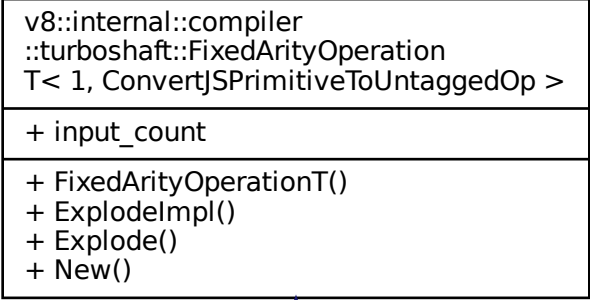 v8::internal::compiler
::turboshaft::FixedArityOperation
T< 1, ConvertJSPrimitiveToUntaggedOp >
+ input_count
+ FixedArityOperationT()
+ ExplodeImpl()
+ Explode()
+ New()